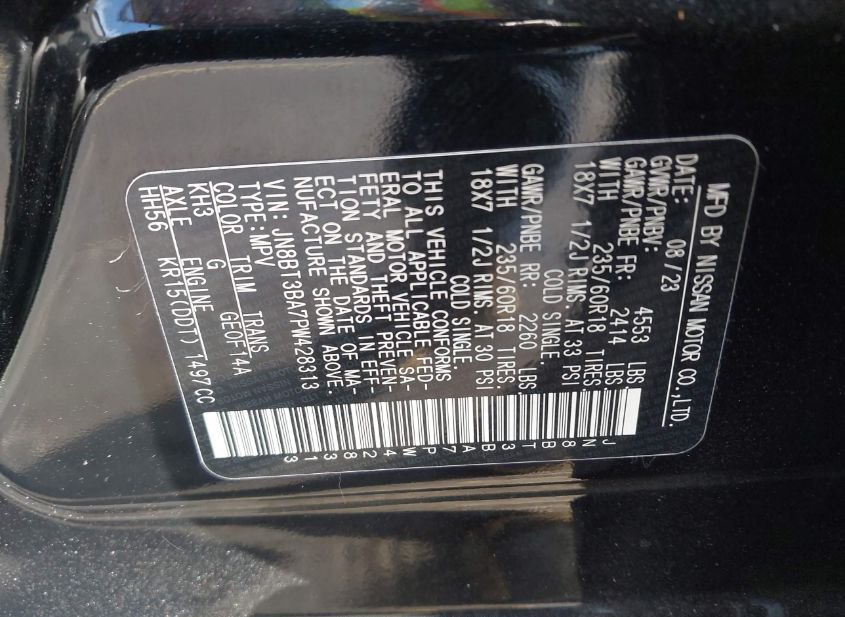 MFD BY NISSAN MOTOR CO.,LTD.
DATE: 08/23
GVWR/PNBV: 4553 LBS
GAWR/PNBE FR: 2414 LBS
WITH 235/60R18 TIRES
18X7 1/2J RIMS, AT 33 PSI
COLD SINGLE.
GAWR/PNBE RR: 2260 LBS.
WITH 235/60R18 TIRES.
18X7 1/2J RIMS, AT 30 PSI
COLD SINGLE.
THIS VEHICLE CONFORMS
TO ALL APPLICABLE FED-
ERAL MOTOR VEHICLE SA-
FETY AND THEFT PREVEN-
TION STANDARDS IN EFF-
ECT ON THE DATE OF MA-
NUFACTURE SHOWN ABOVE.
VIN: JN8BT3BA7PW428313
TYPE: MPV
COLOR TRIM TRANS
KH3 G GE0F14A
AXLE ENGINE
HH56 KR15(DDT) 1497CC
JN8BT3BA7PW428313